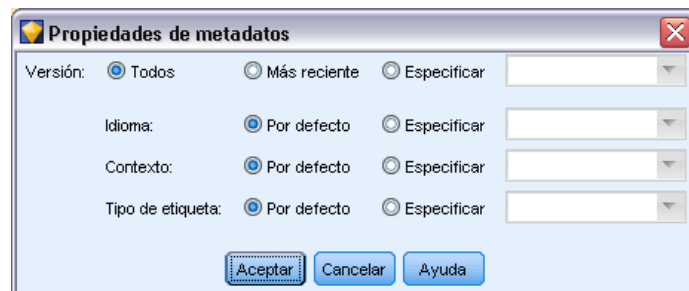 Propiedades de metadatos
Versión: Todos Más reciente Especificar
Idioma: Por defecto Especificar
Contexto: Por defecto Especificar
Tipo de etiqueta: Por defecto Especificar
Aceptar Cancelar Ayuda